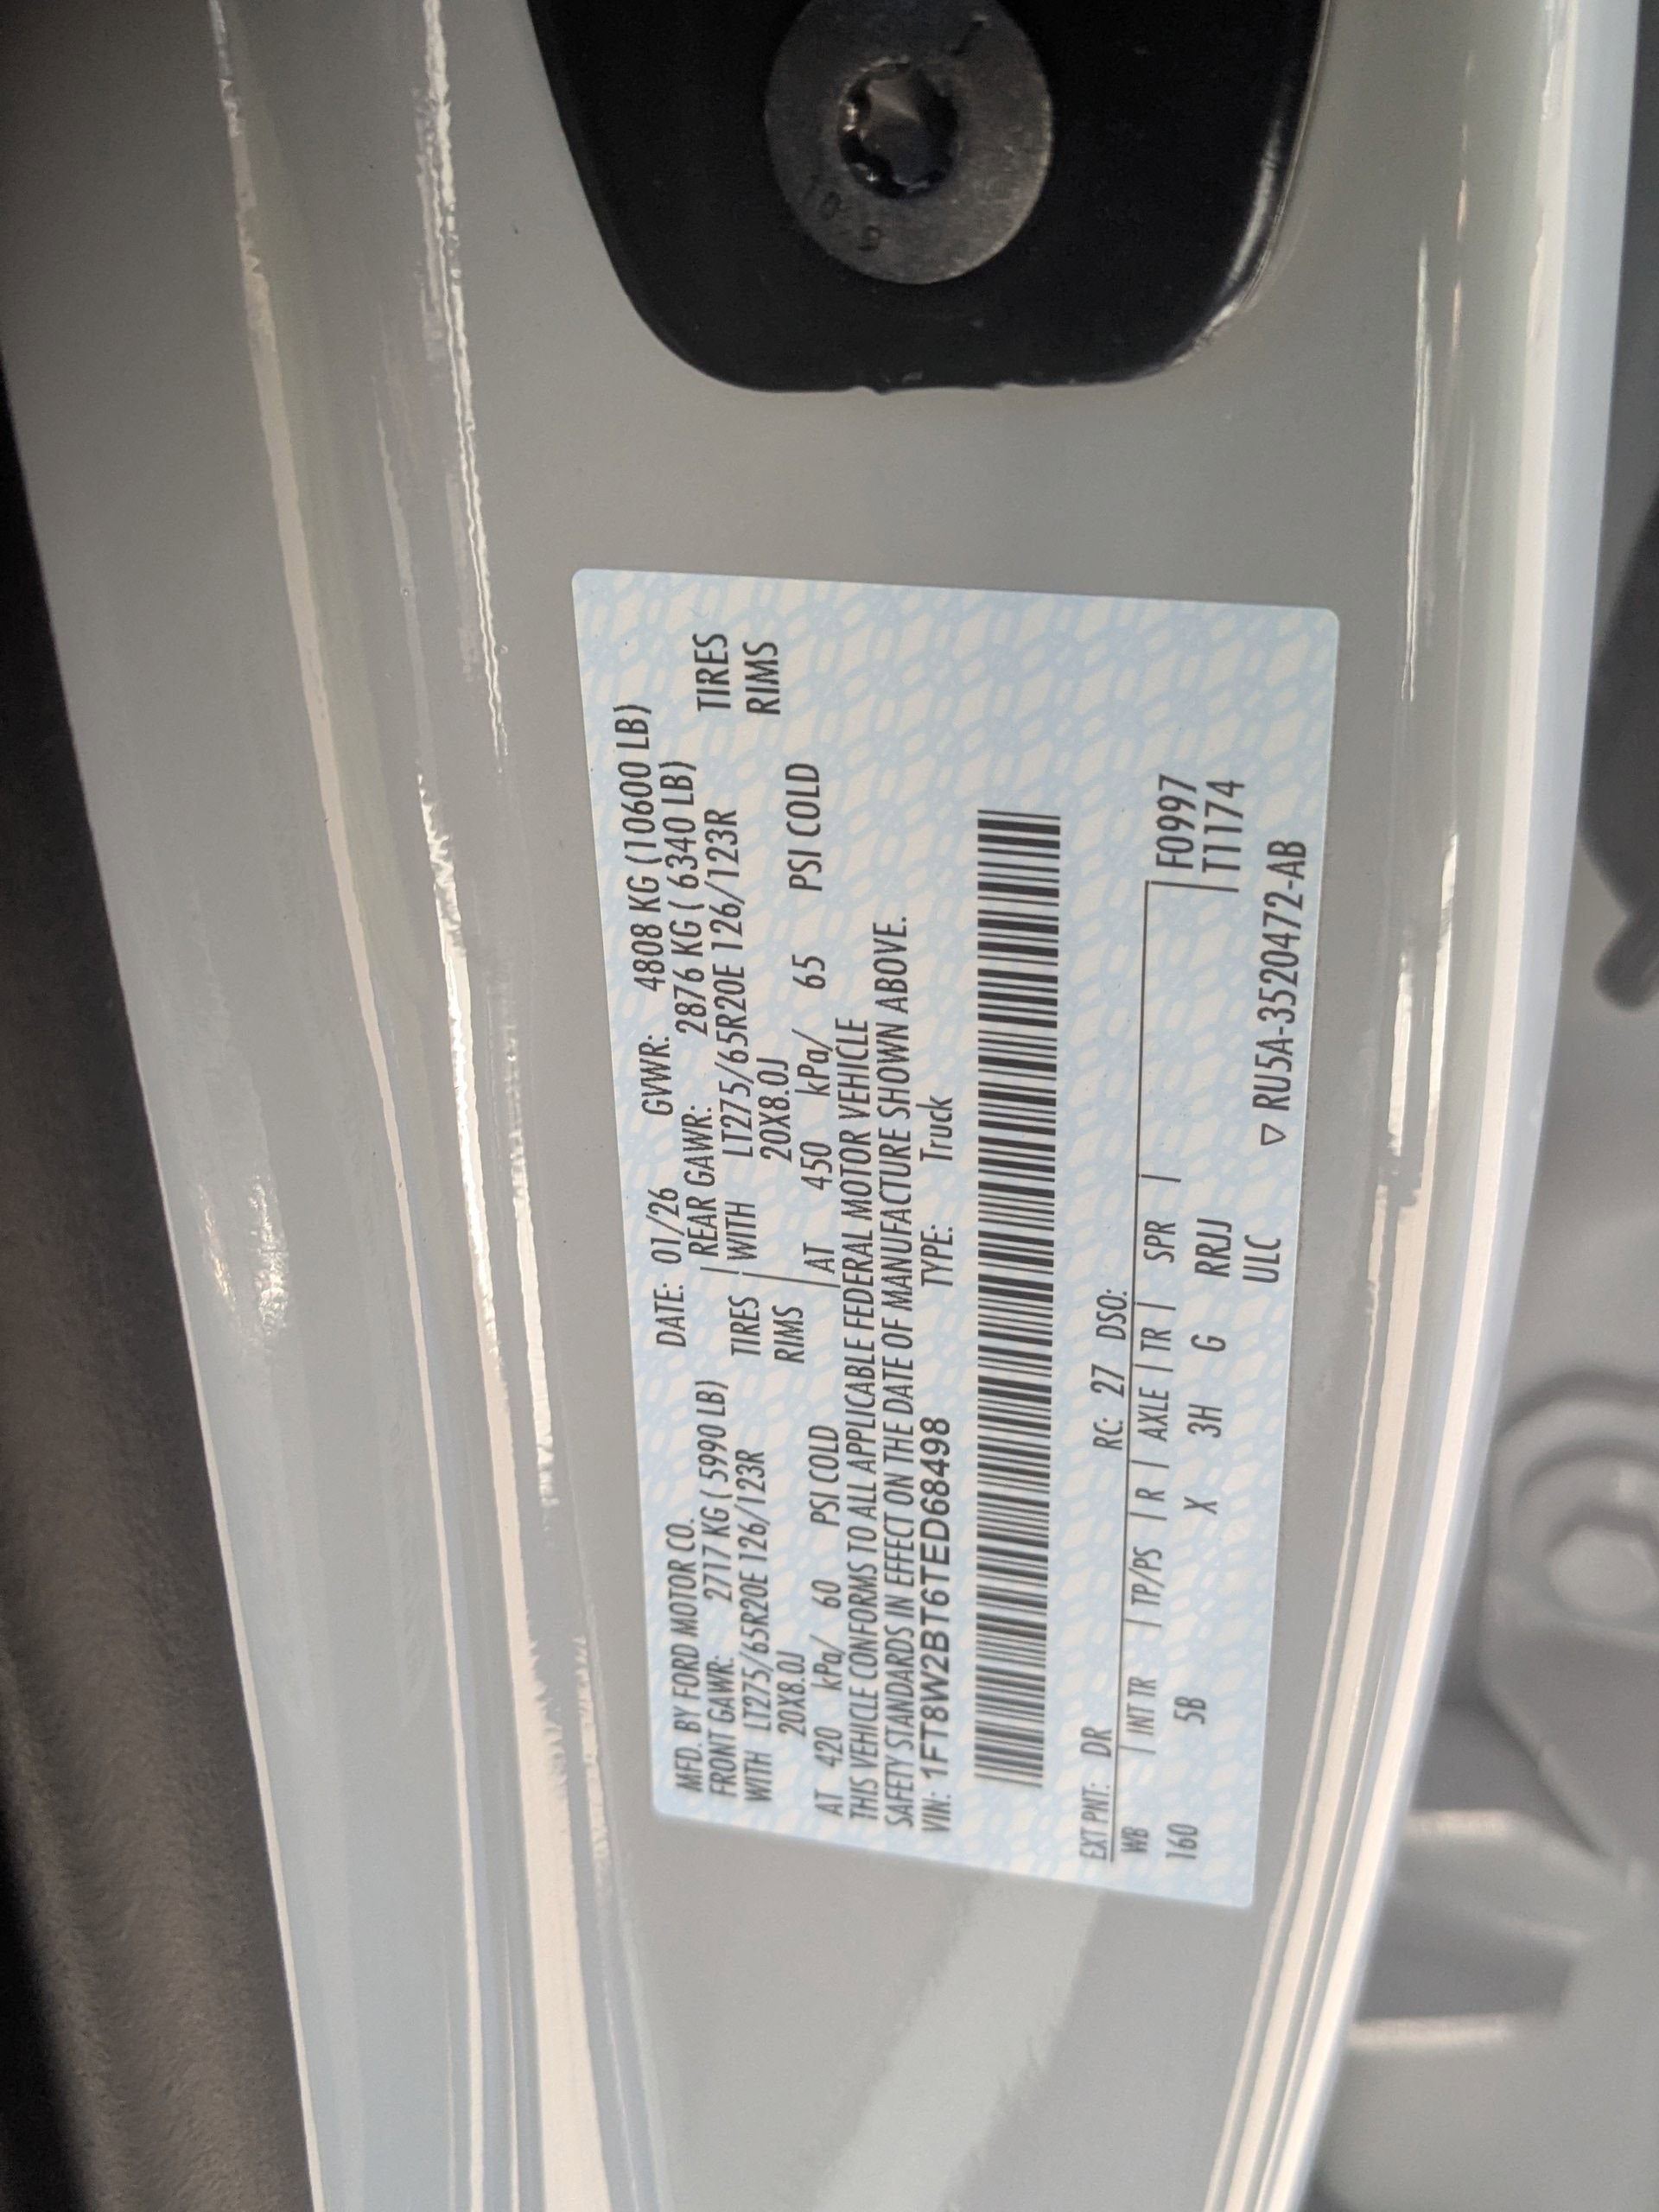 MFD. BY FORD MOTOR CO. DATE: 01/26 GVWR: 4808 KG (10600 LB)
FRONT GAWR: 2717 KG ( 5990 LB) REAR GAWR: 2876 KG ( 6340 LB)
WITH LT275/65R20E 126/123R TIRES WITH LT275/65R20E 126/123R TIRES
20X8.0J RIMS 20X8.0J RIMS
AT 420 kPa/ 60 PSI COLD AT 450 kPa/ 65 PSI COLD
THIS VEHICLE CONFORMS TO ALL APPLICABLE FEDERAL MOTOR VEHICLE
SAFETY STANDARDS IN EFFECT ON THE DATE OF MANUFACTURE SHOWN ABOVE.
VIN: 1FT8W2BT6TED68498 TYPE: Truck
EXT PNT: DR RC: 27 DSO:
WB | INT TR | TP/PS | R | AXLE | TR | SPR | F0997
160 5B X 3H G RRJJ T1174
ULC ▽ RU5A-3520472-AB